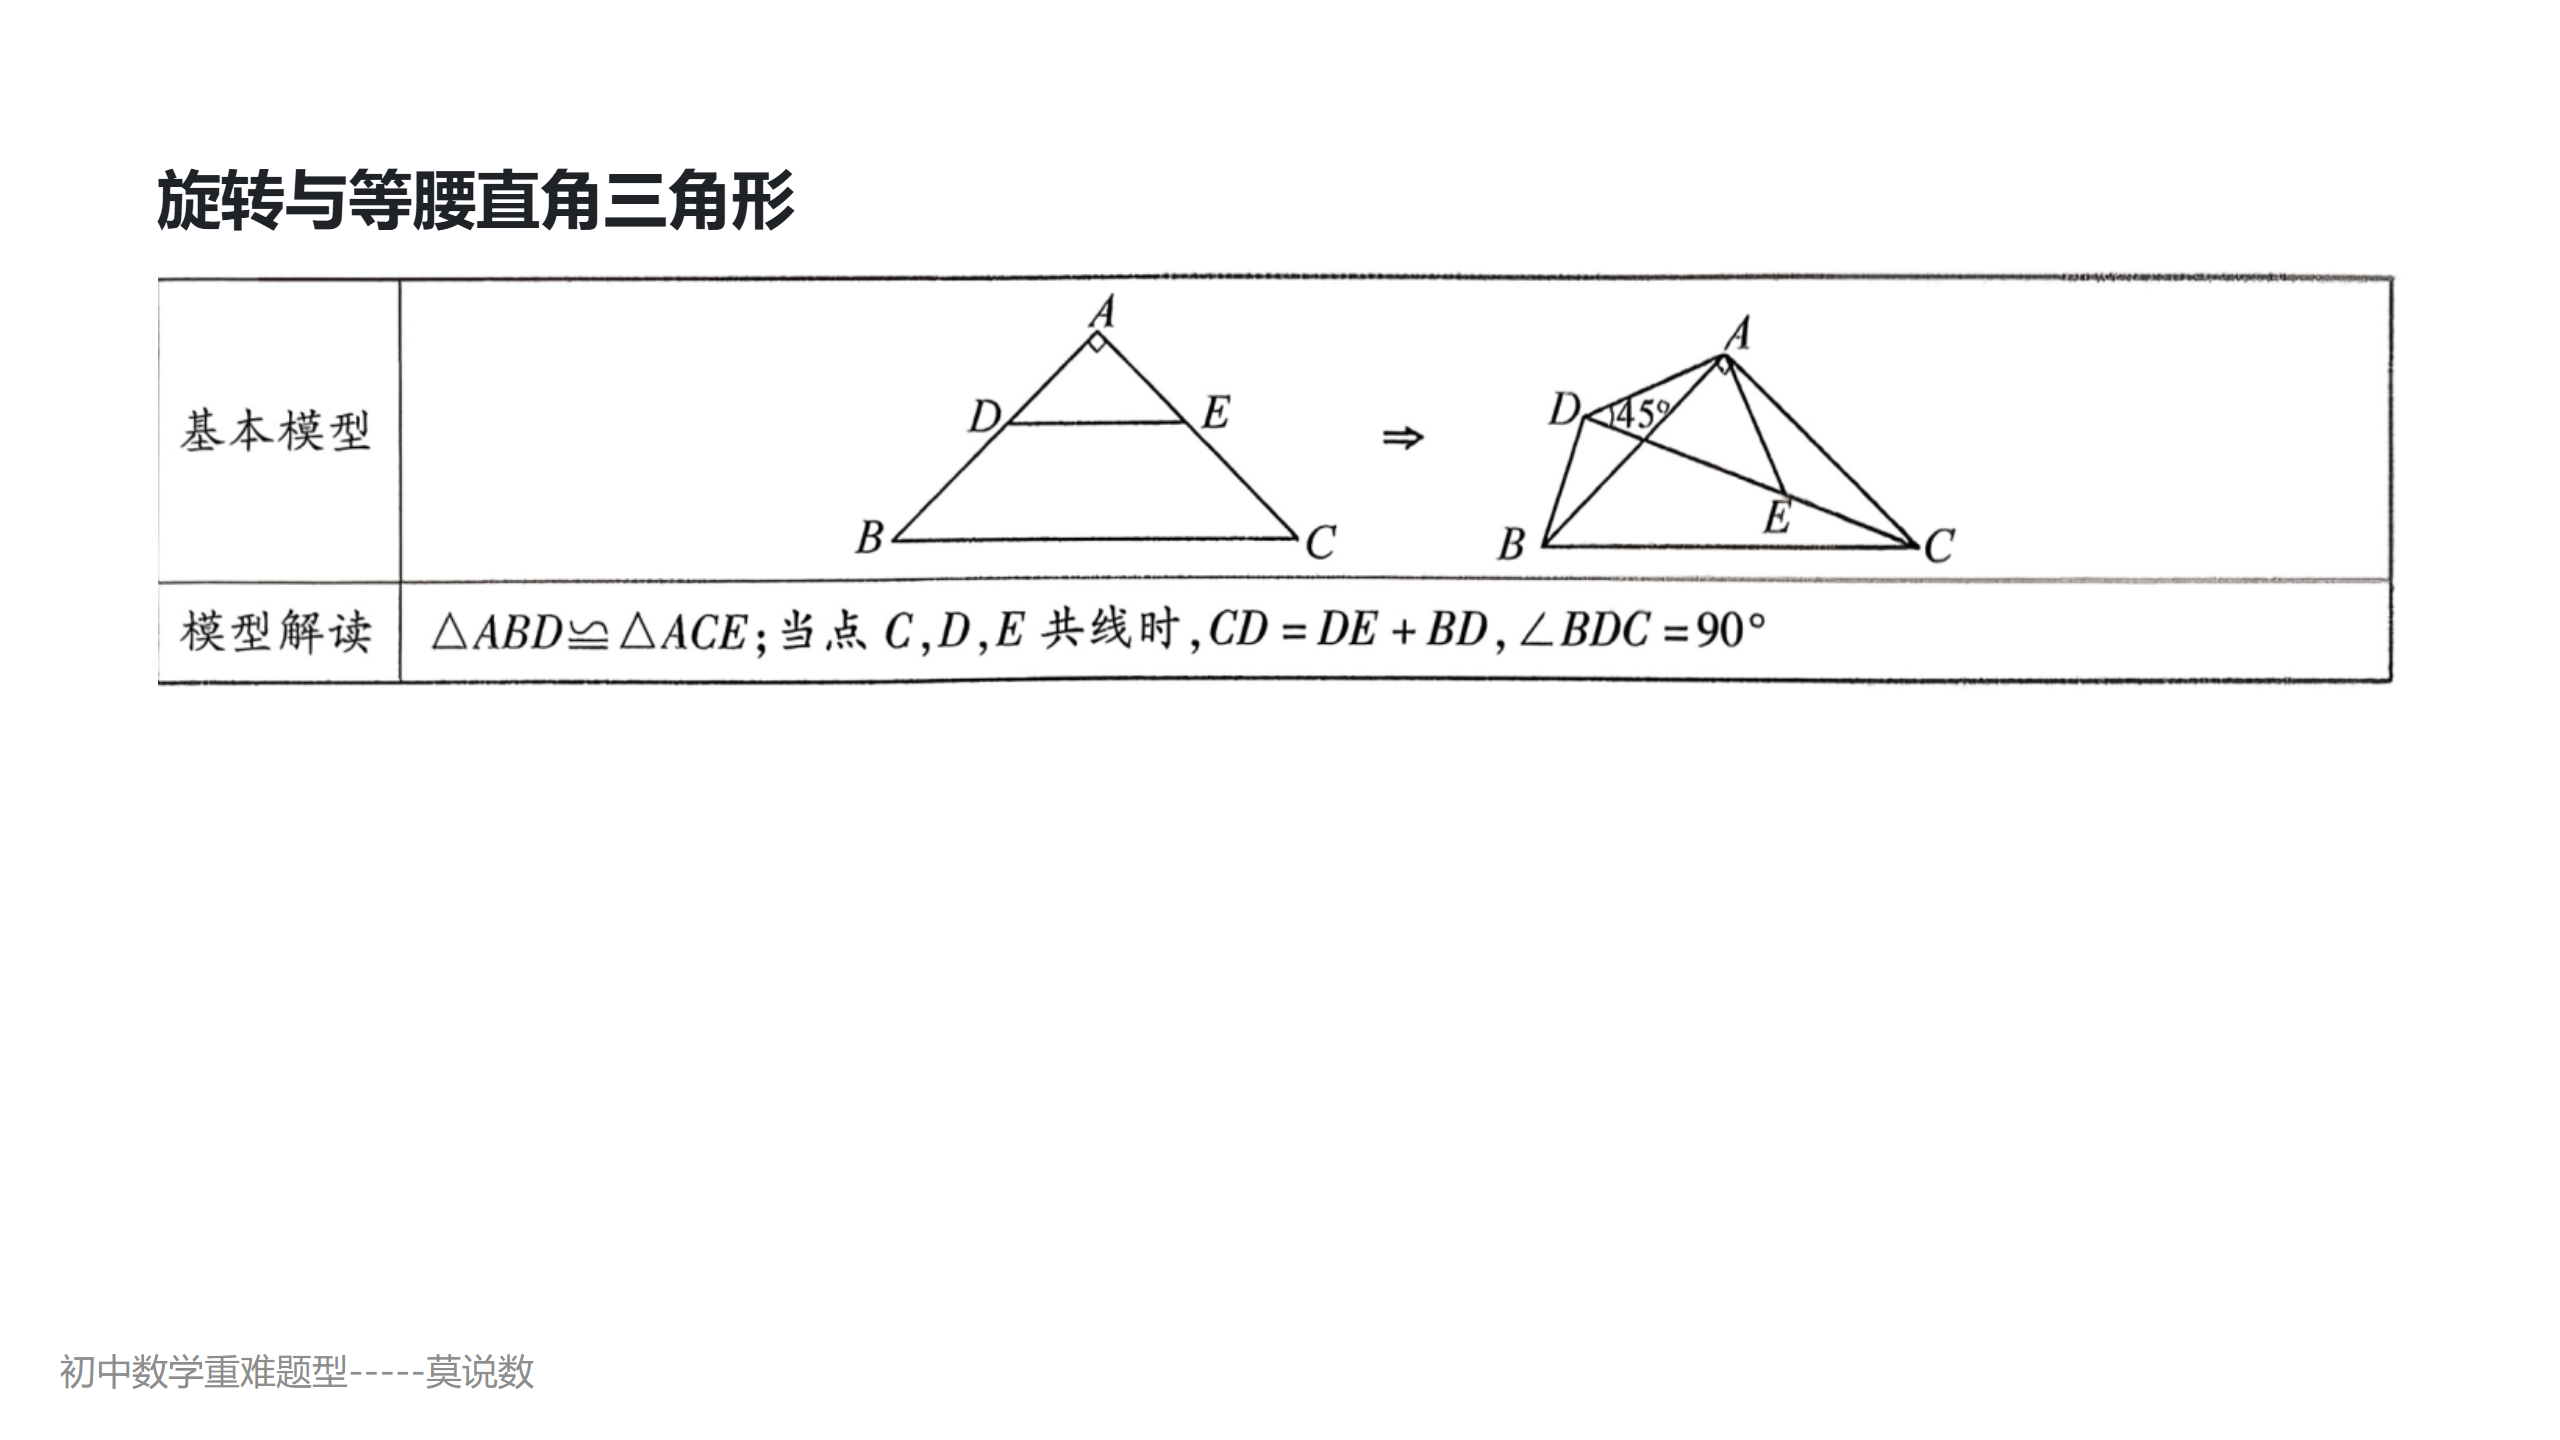 旋转与等腰直角三角形
基本模型
A
D
E
B
C
⇒
A
D
45°
E
B
C
模型解读
△ABD≌△ACE;当点 C,D,E 共线时,CD=DE+BD,∠BDC=90°
初中数学重难题型-----莫说数